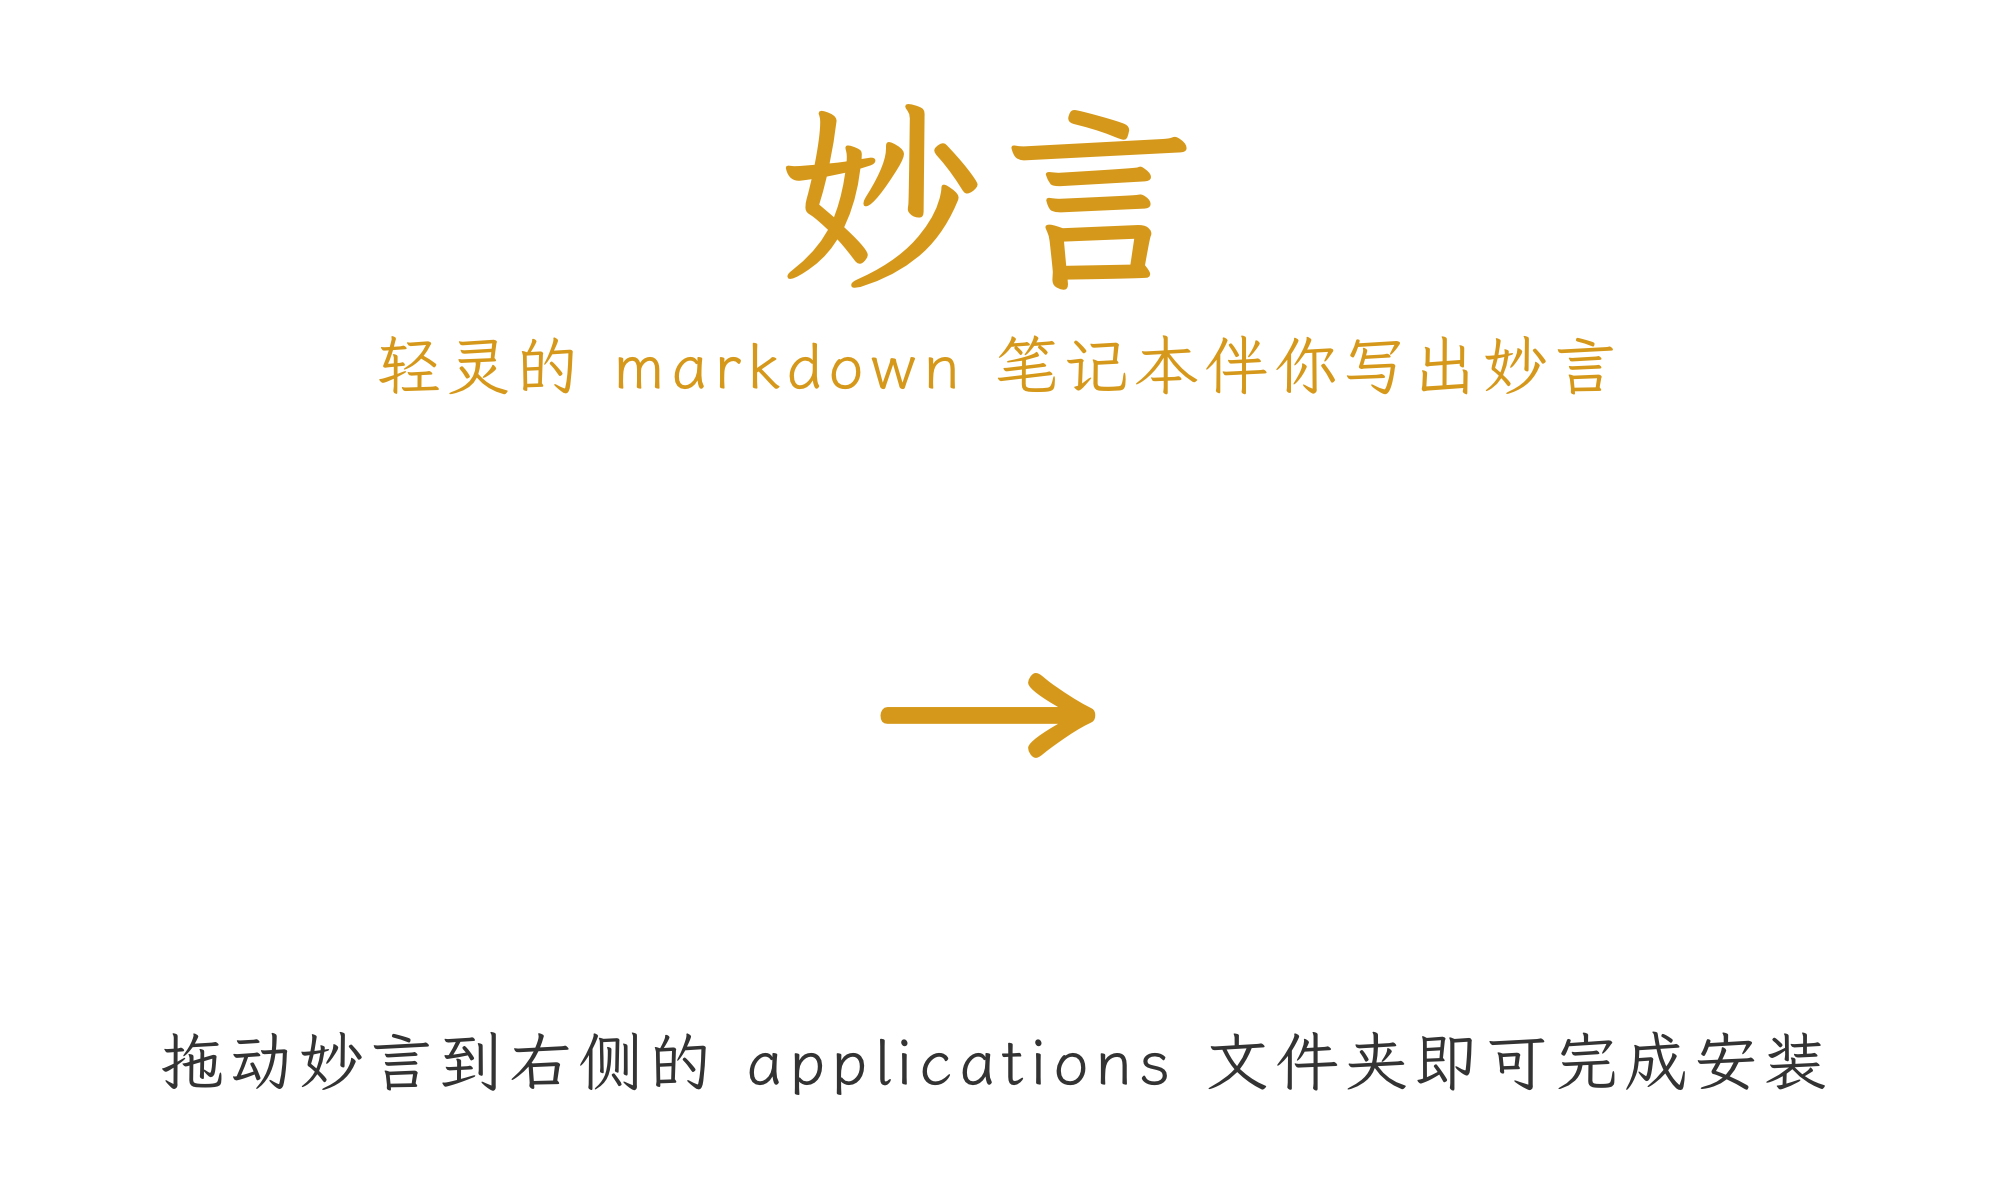 妙言
轻灵的 markdown 笔记本伴你写出妙言
→
拖动妙言到右侧的 applications 文件夹即可完成安装